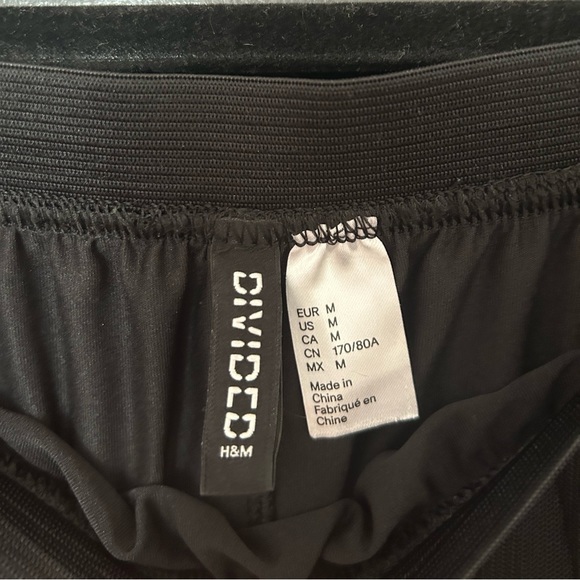 DIVIDED
H&M
EUR M
US M
CA M
CN 170/80A
MX M
Made in
China
Fabriqué en
Chine